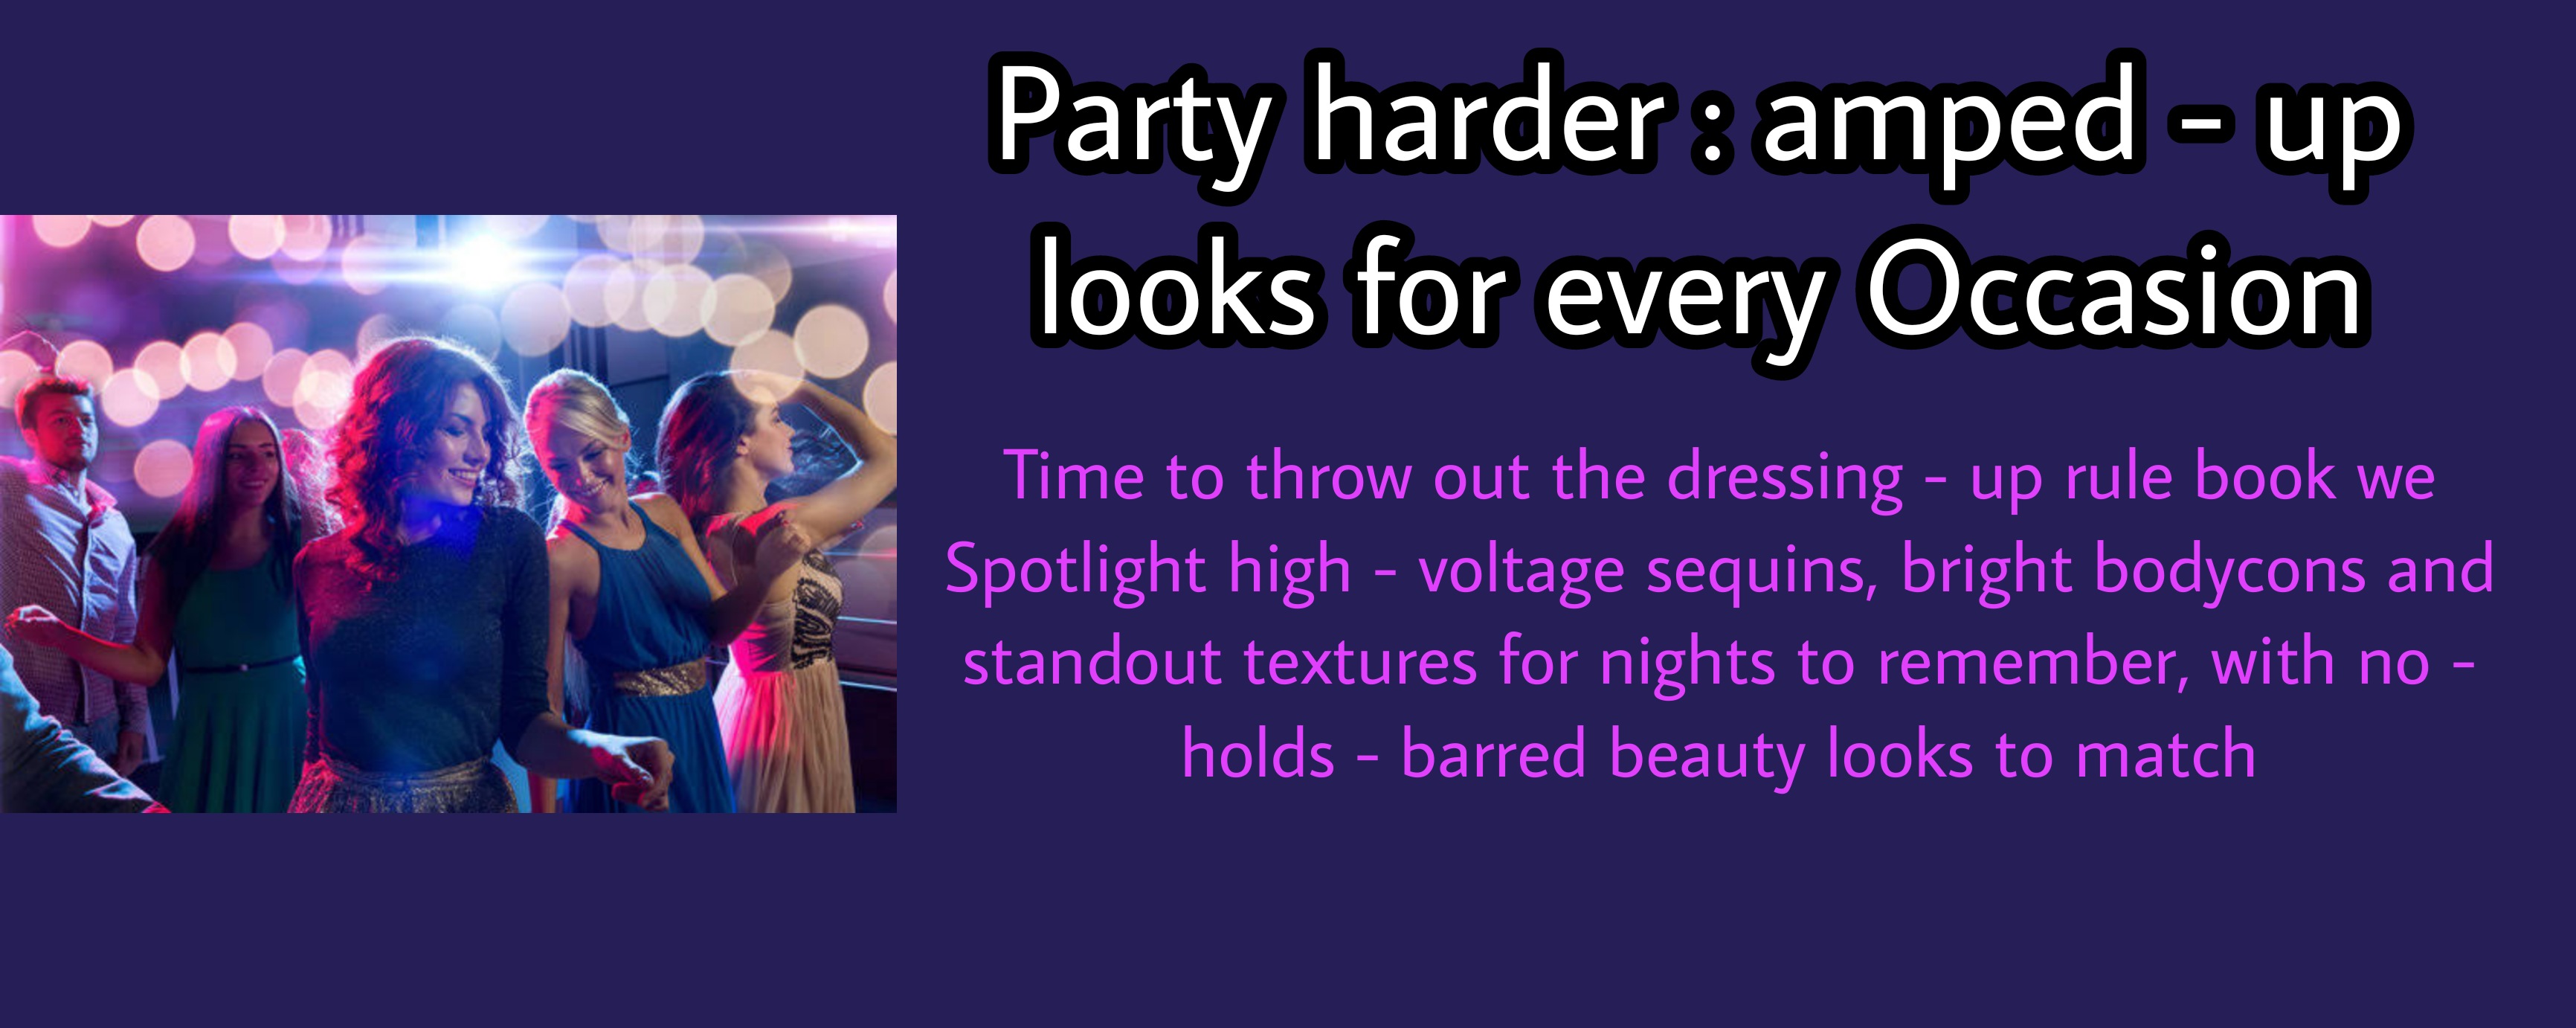 Party harder : amped - up
looks for every Occasion
Time to throw out the dressing - up rule book we
Spotlight high - voltage sequins, bright bodycons and
standout textures for nights to remember, with no -
holds - barred beauty looks to match